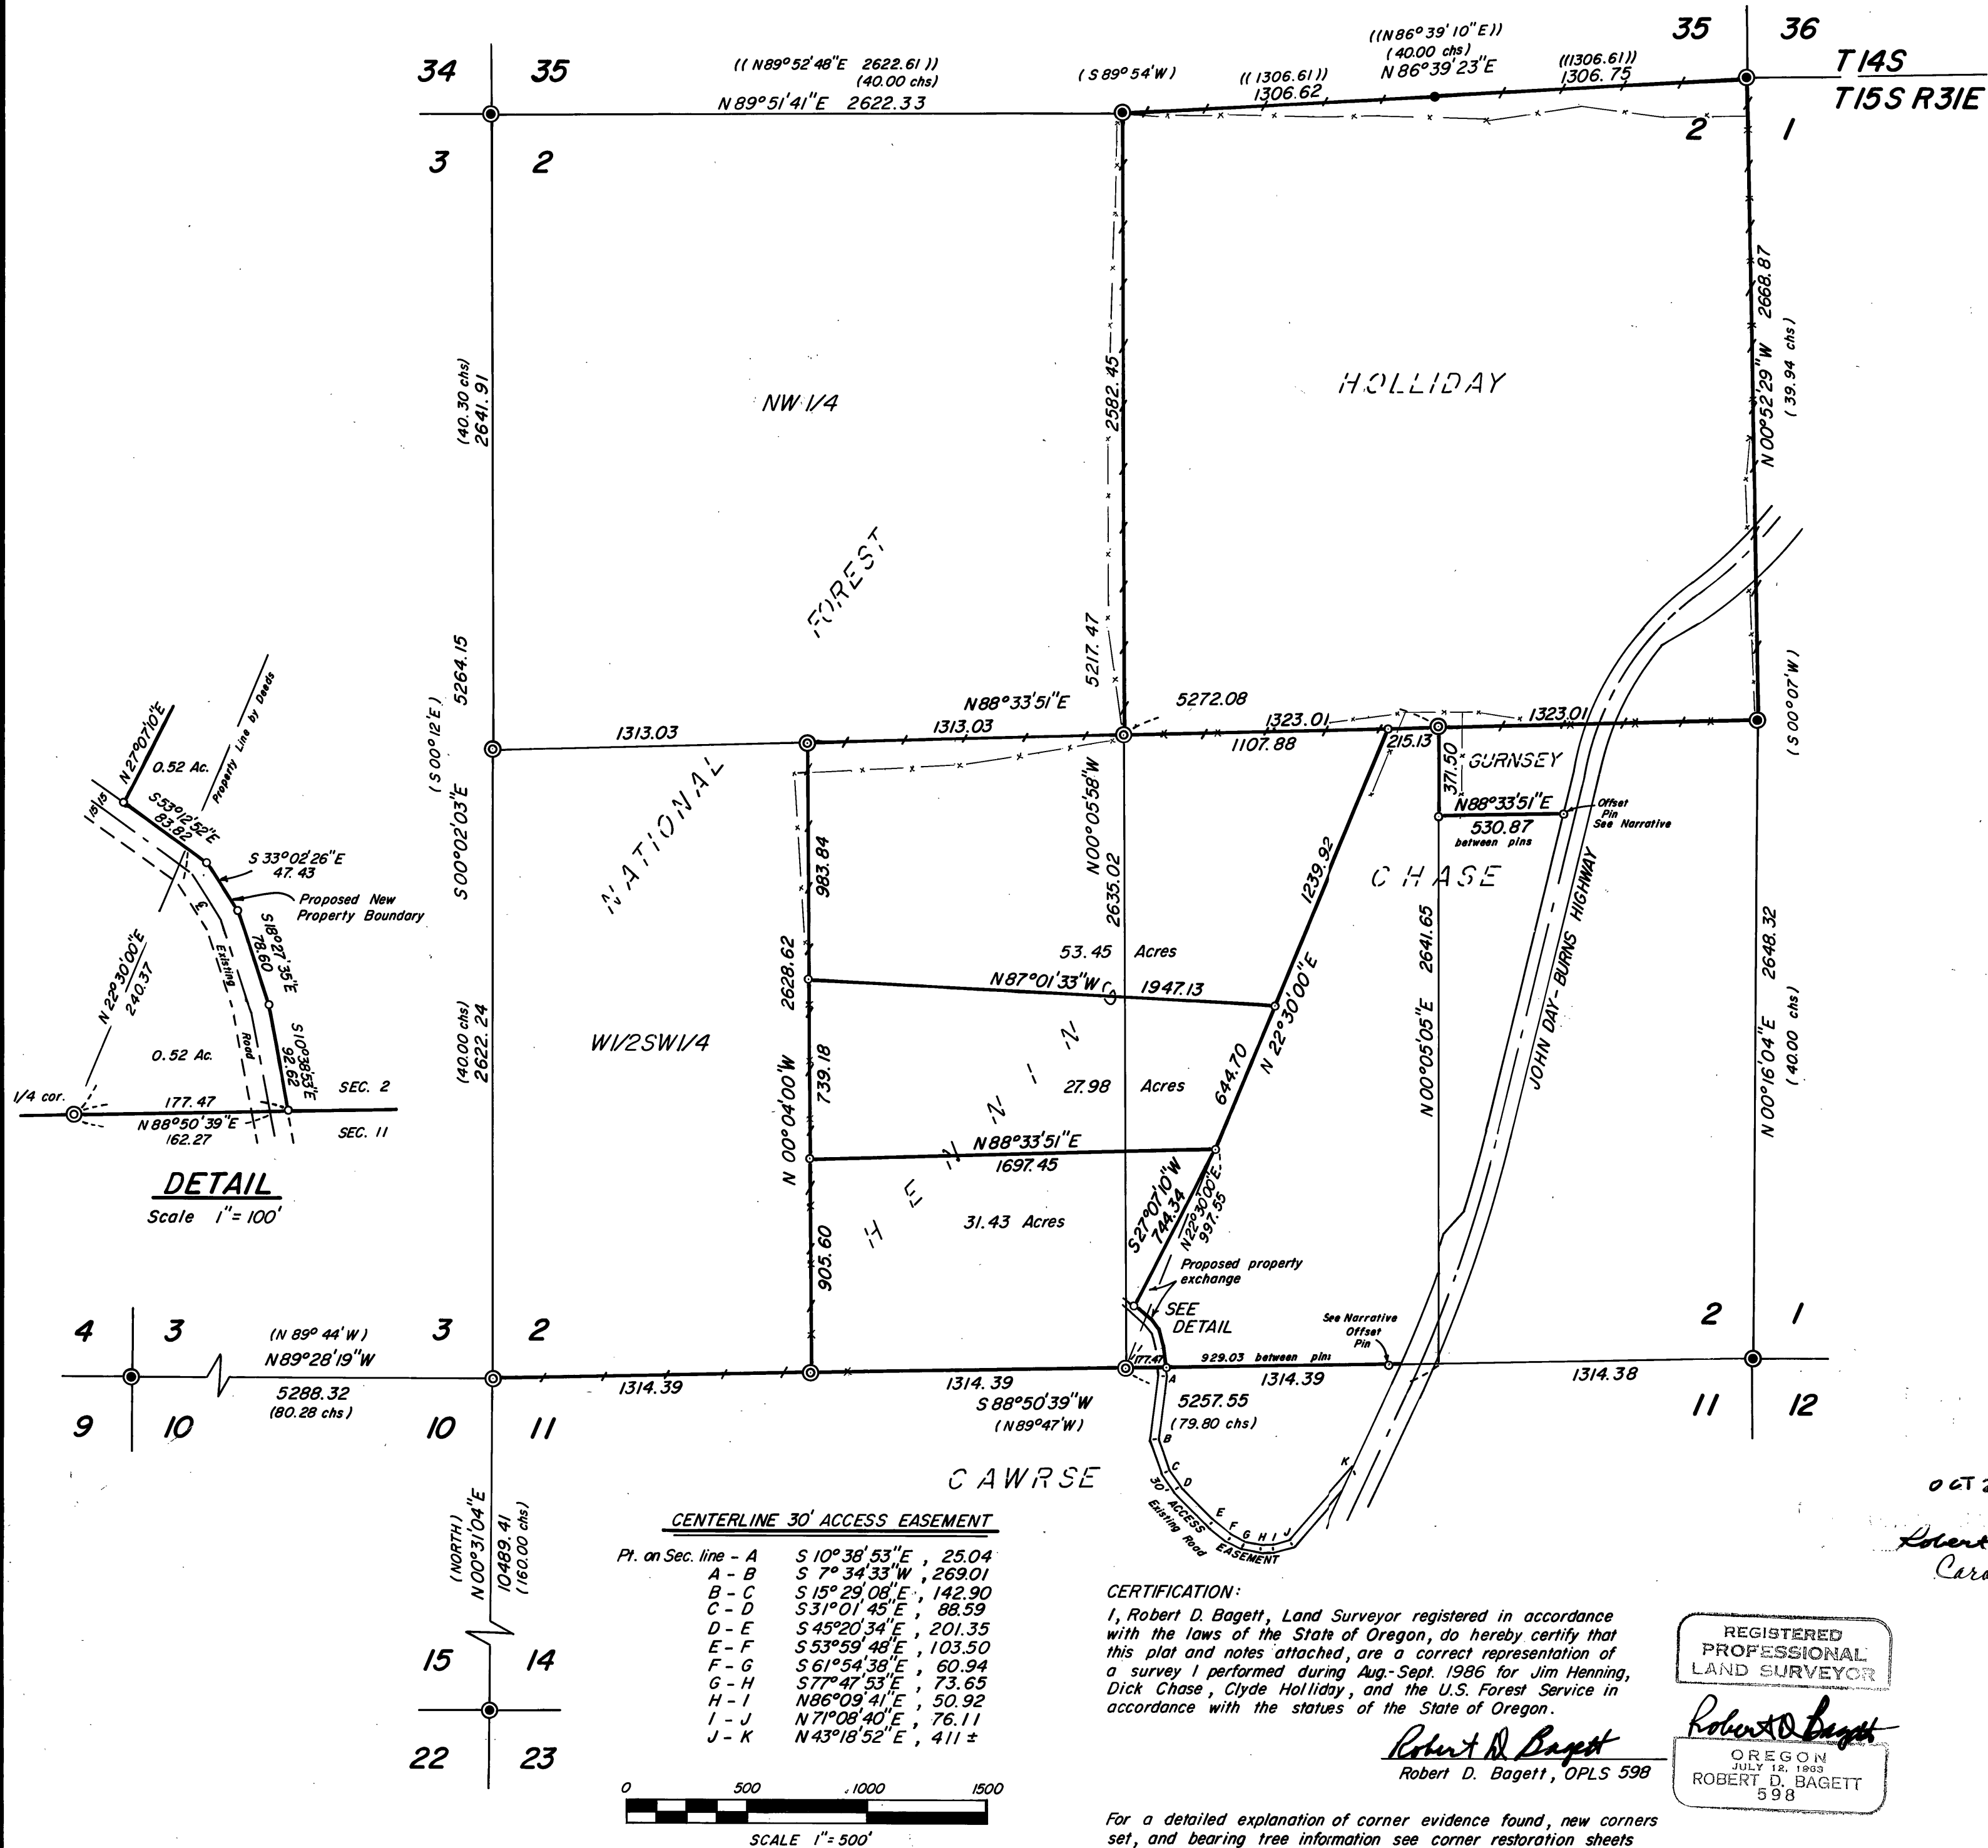 34 35
(( N89°52'48"E 2622.61 ))
(40.00 chs)
N89°51'41"E 2622.33
(S 89°54'W)
((N86°39'10"E))
(40.00 chs)
N 86°39'23"E
((1306.61))
1306.62
((1306.61))
1306.75
35 36
T14S
T15S R31E
3 2
2 1
(40.30 chs)
2641.91
NW 1/4
2582.45
HOLLIDAY
N 00°52'29"W 2668.87
(39.94 chs)
FOREST
NATIONAL
(S 00°12'E)
S 00°02'03"E 5264.15
5217.47
N00°05'58"W
2635.02
(S 00°07'W)
N88°33'51"E
5272.08
1313.03
1313.03
1323.01
1323.01
1107.88
215.13
371.50
GURNSEY
N88°33'51"E
530.87
between pins
Offset
Pin
See Narrative
CHASE
983.84
2628.62
1239.92
N 22°30'00"E
53.45 Acres
N87°01'33"W
1947.13
N 00°05'05"E 2641.65
JOHN DAY-BURNS HIGHWAY
N 00°16'04"E 2648.32
(40.00 chs)
(40.00 chs)
2622.24
W1/2SW1/4
N 00°04'00"W
739.18
27.98 Acres
644.70
N88°33'51"E
1697.45
HENNINGS
31.43 Acres
905.60
S27°07'10"W
744.34
N22°30'00"E
997.55
Proposed property
exchange
SEE
DETAIL
See Narrative
Offset
Pin
177.47
929.03 between pins
N27°07'10"E
0.52 Ac.
Property Line by Deeds
15 15
S53°12'52"E
83.82
S 33°02'26"E
47.43
Proposed New
Property Boundary
S18°27'35"E
78.60
S10°38'53"E
92.62
N22°30'00"E
240.37
℄
Existing
Road
0.52 Ac.
1/4 cor.
177.47
N88°50'39"E
162.27
SEC. 2
SEC. 11
DETAIL
Scale 1"=100'
4 3
(N 89°44'W)
N89°28'19"W
5288.32
(80.28 chs)
9 10
3 2
10 11
1314.39
1314.39
1314.39
1314.38
S 88°50'39"W
(N89°47'W)
5257.55
(79.80 chs)
2 1
11 12
CAWRSE
A
B
C
D
E
F
G
H
I
J
K
30' ACCESS EASEMENT
Existing Road
(NORTH)
N00°31'04"E
10489.41
(160.00 chs)
15 14
22 23
CENTERLINE 30' ACCESS EASEMENT
Pt. on Sec. line - A S 10°38'53"E , 25.04
A - B S 7°34'33"W , 269.01
B - C S 15°29'08"E , 142.90
C - D S 31°01'45"E , 88.59
D - E S 45°20'34"E , 201.35
E - F S 53°59'48"E , 103.50
F - G S 61°54'38"E , 60.94
G - H S 77°47'53"E , 73.65
H - I N86°09'41"E , 50.92
I - J N 71°08'40"E , 76.11
J - K N 43°18'52"E , 411 ±
0 500 1000 1500
SCALE 1"=500'
CERTIFICATION:
I, Robert D. Bagett, Land Surveyor registered in accordance
with the laws of the State of Oregon, do hereby certify that
this plat and notes attached, are a correct representation of
a survey I performed during Aug.-Sept. 1986 for Jim Henning,
Dick Chase, Clyde Holliday, and the U.S. Forest Service in
accordance with the statues of the State of Oregon.
Robert D Bagett
Robert D. Bagett, OPLS 598
For a detailed explanation of corner evidence found, new corners
set, and bearing tree information see corner restoration sheets
OCT 2
Robert
Caro
REGISTERED
PROFESSIONAL
LAND SURVEYOR
Robert D Bagett
OREGON
JULY 12, 1963
ROBERT D. BAGETT
598